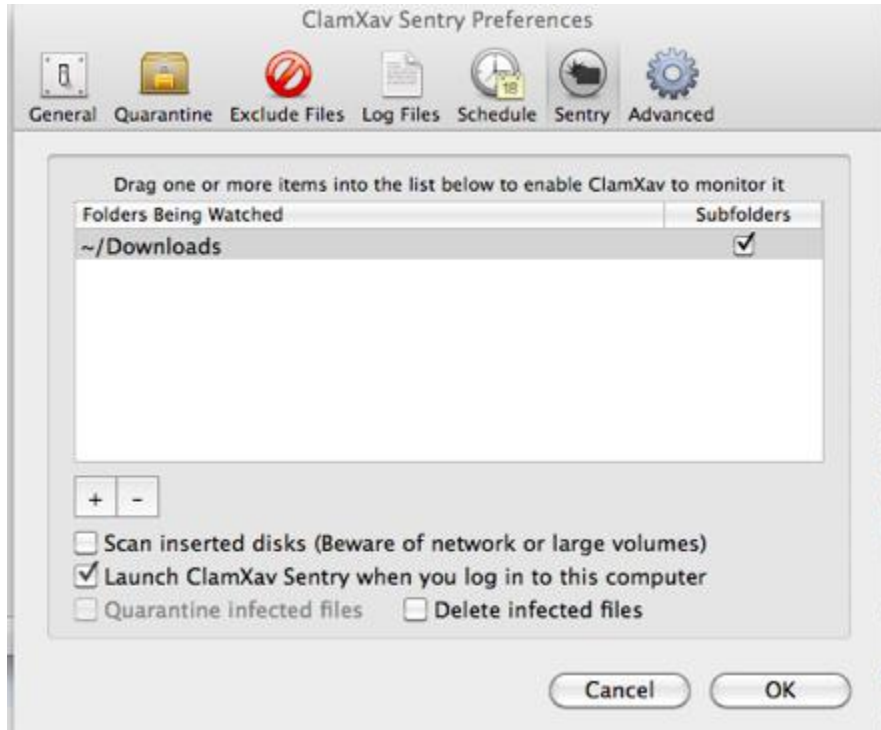 ClamXav Sentry Preferences
General Quarantine Exclude Files Log Files Schedule Sentry Advanced
18
Drag one or more items into the list below to enable ClamXav to monitor it
Folders Being Watched Subfolders
~/Downloads
+ -
Scan inserted disks (Beware of network or large volumes)
Launch ClamXav Sentry when you log in to this computer
Quarantine infected files Delete infected files
Cancel OK